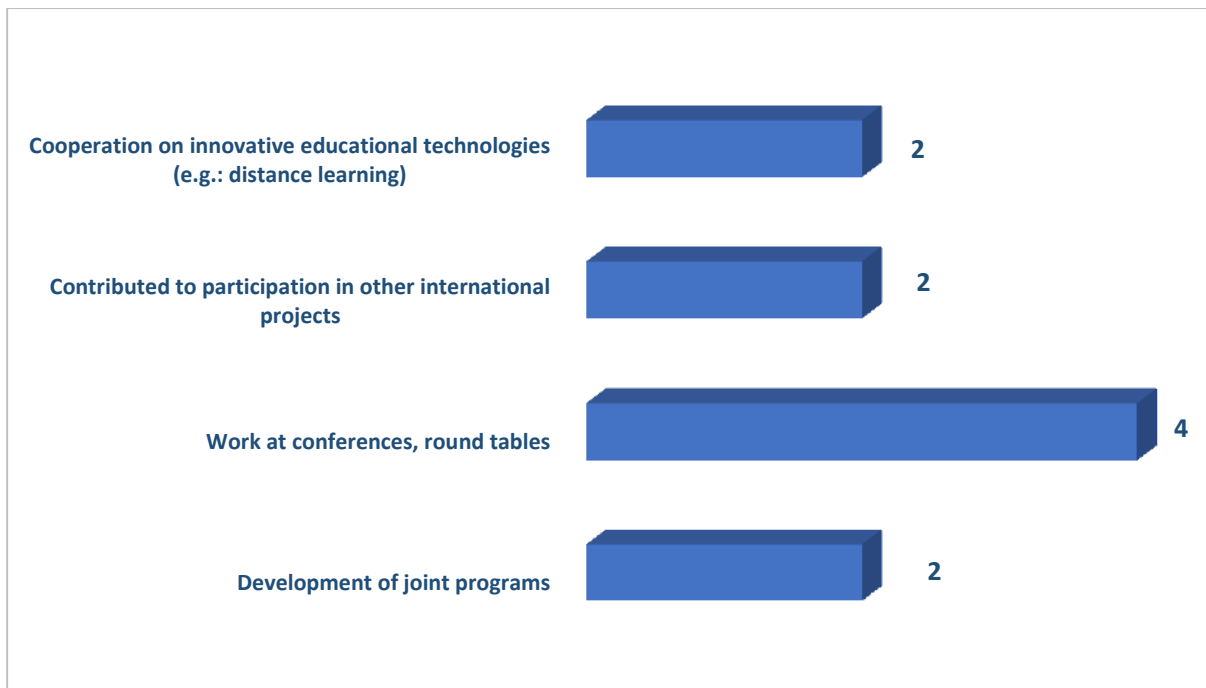 Cooperation on innovative educational technologies
(e.g.: distance learning)
2
Contributed to participation in other international
projects
2
Work at conferences, round tables
4
Development of joint programs
2